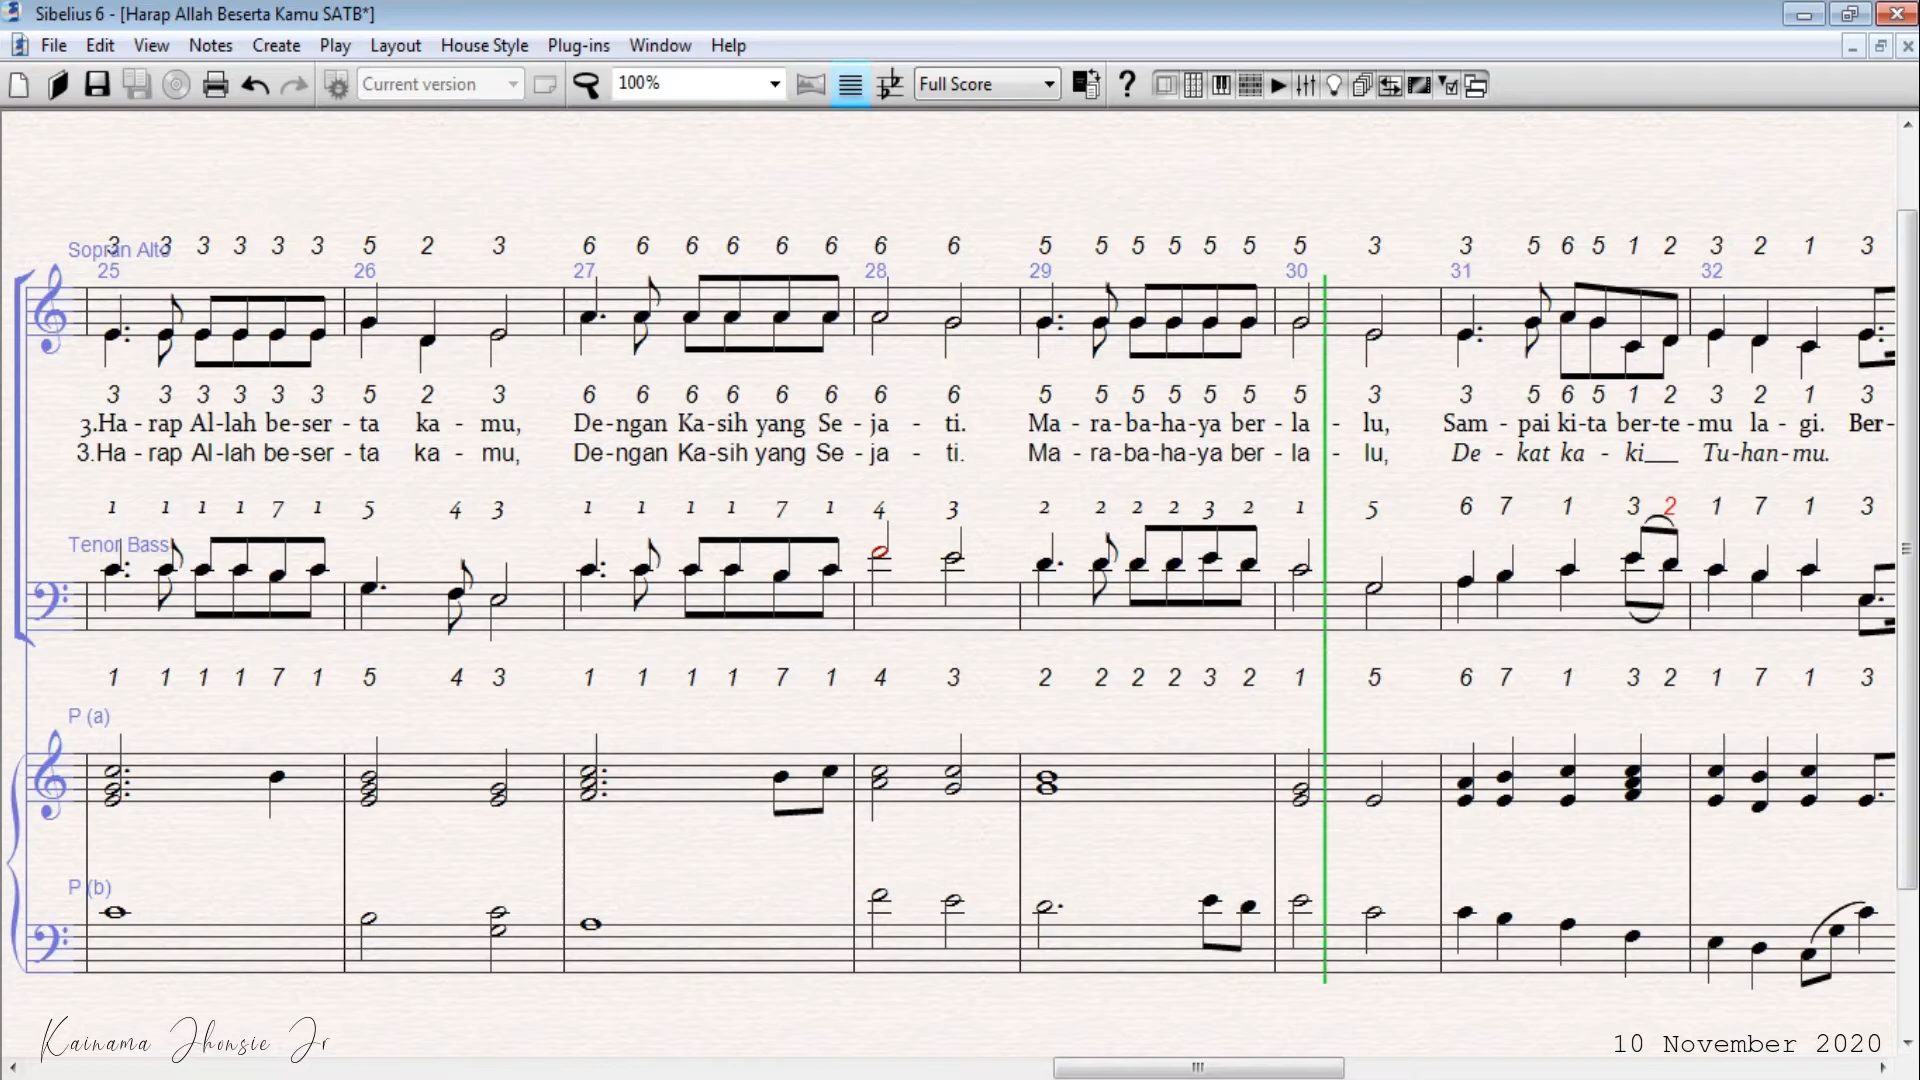 Sibelius 6 - [Harap Allah Beserta Kamu SATB*]
File Edit View Notes Create Play Layout House Style Plug-ins Window Help
Current version 100% Full Score ?
3 3 3 3 3 3 5 2 3 6 6 6 6 6 6 6 6 5 5 5 5 5 5 5 3 3 5 6 5 1 2 3 2 1 3
Sopran Alto
25 26 27 28 29 30 31 32
3 3 3 3 3 3 5 2 3 6 6 6 6 6 6 6 6 5 5 5 5 5 5 5 3 3 5 6 5 1 2 3 2 1 3
3.Ha - rap Al-lah be-ser - ta ka - mu, De-ngan Ka-sih yang Se - ja - ti. Ma - ra-ba-ha-ya ber - la - lu, Sam - pai ki-ta ber-te-mu la - gi. Ber-
3.Ha - rap Al-lah be-ser - ta ka - mu, De-ngan Ka-sih yang Se - ja - ti. Ma - ra-ba-ha-ya ber - la - lu, De - kat ka - ki___ Tu-han-mu.
1 1 1 1 7 1 5 4 3 1 1 1 1 7 1 4 3 2 2 2 2 3 2 1 5 6 7 1 3 2 1 7 1 3
Tenor Bass
1 1 1 1 7 1 5 4 3 1 1 1 1 7 1 4 3 2 2 2 2 3 2 1 5 6 7 1 3 2 1 7 1 3
P (a)
P (b)
Kainama Jhonsie Jr
10 November 2020